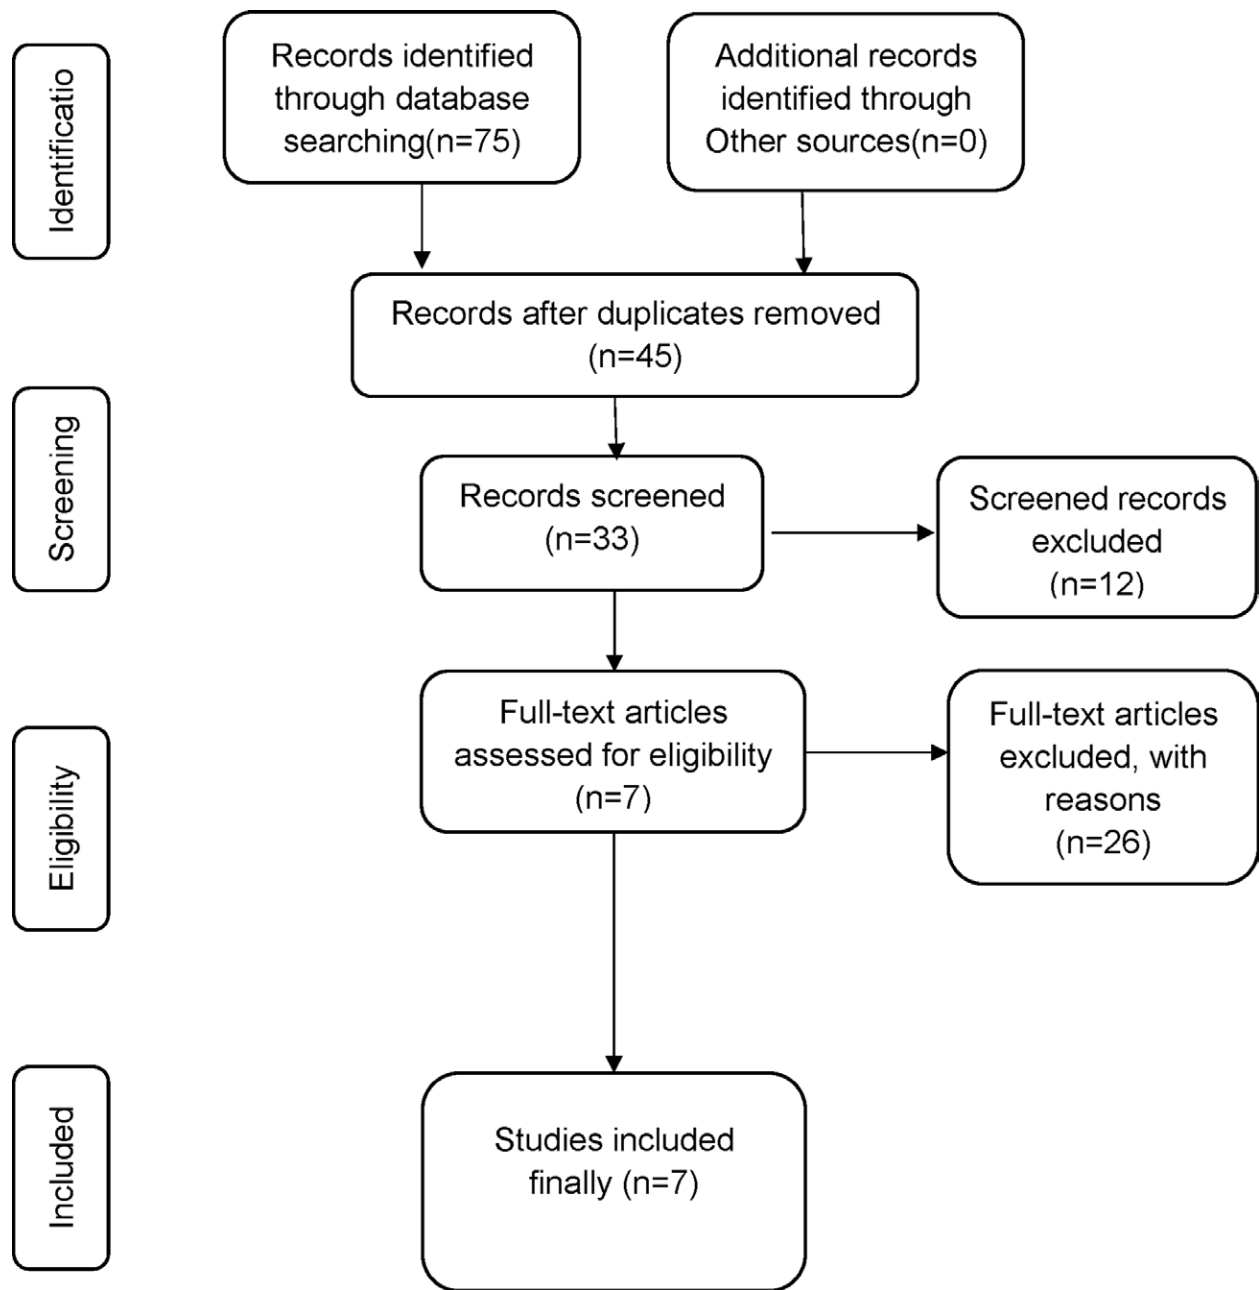 Identificatio
Records identified
through database
searching(n=75)
Additional records
identified through
Other sources(n=0)
Records after duplicates removed
(n=45)
Screening
Records screened
(n=33)
Screened records
excluded
(n=12)
Eligibility
Full-text articles
assessed for eligibility
(n=7)
Full-text articles
excluded, with
reasons
(n=26)
Included
Studies included
finally (n=7)